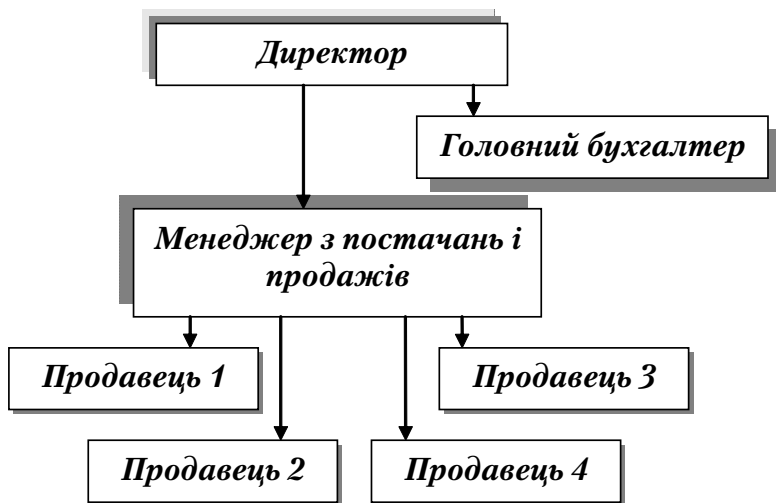 Директор
Головний бухгалтер
Менеджер з постачань і
продажів
Продавець 1
Продавець 3
Продавець 2
Продавець 4